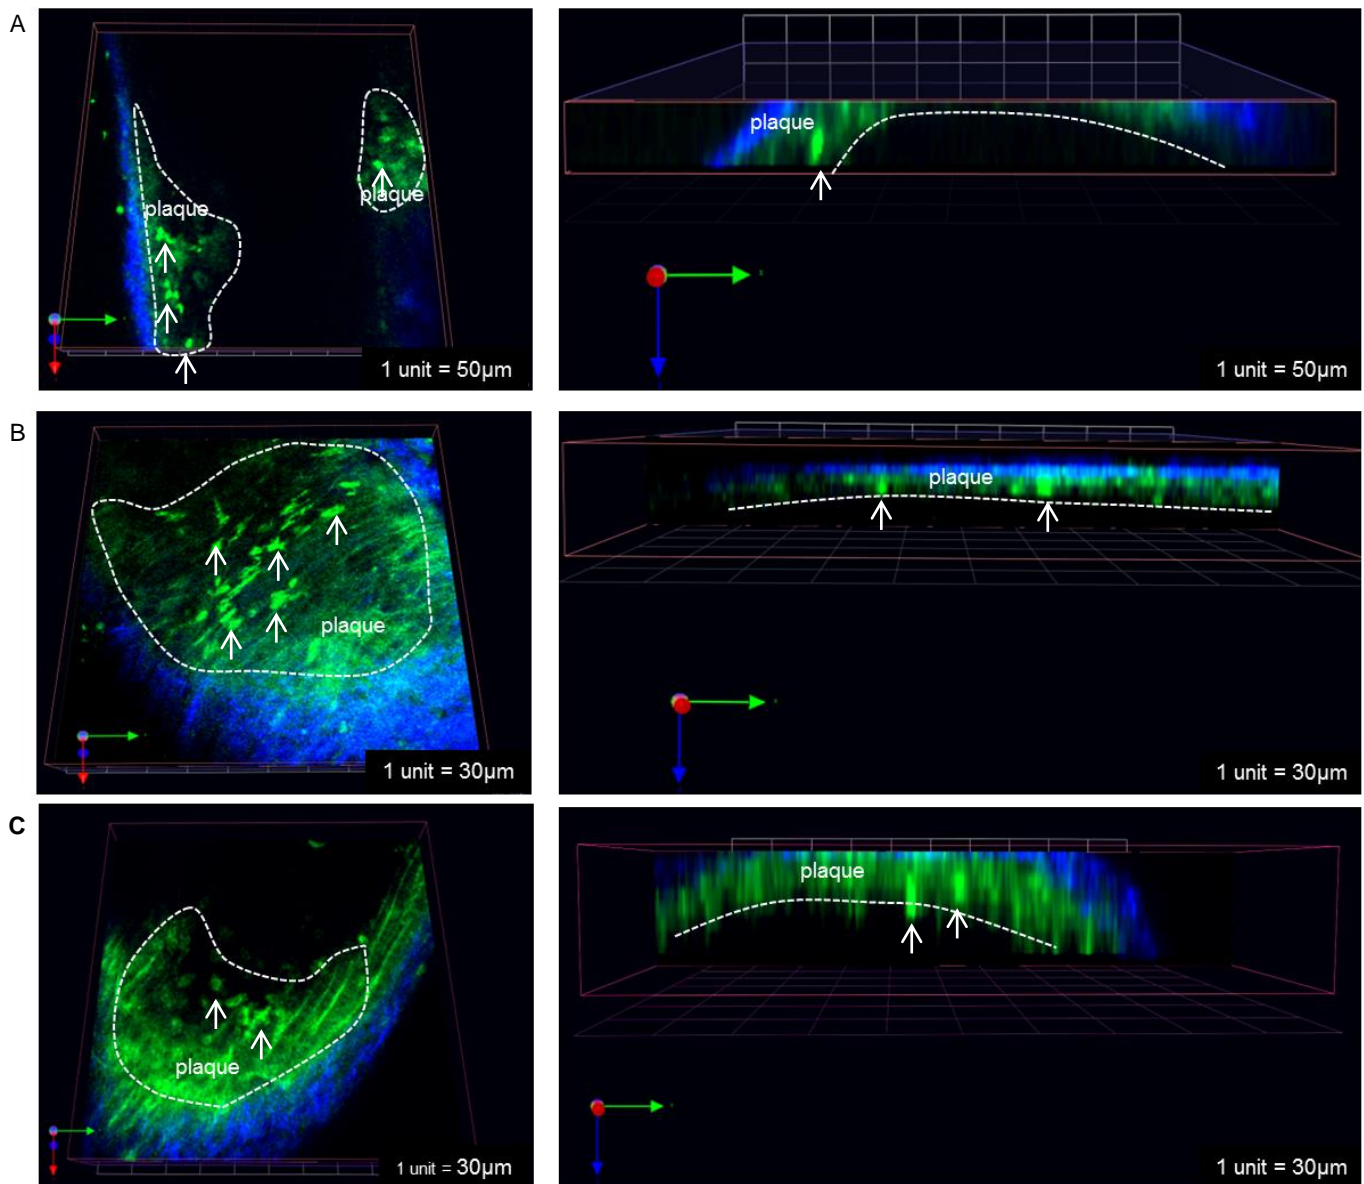 A
plaque
plaque
1 unit = 50µm
plaque
1 unit = 50µm
B
plaque
1 unit = 30µm
plaque
1 unit = 30µm
C
plaque
1 unit = 30µm
plaque
1 unit = 30µm